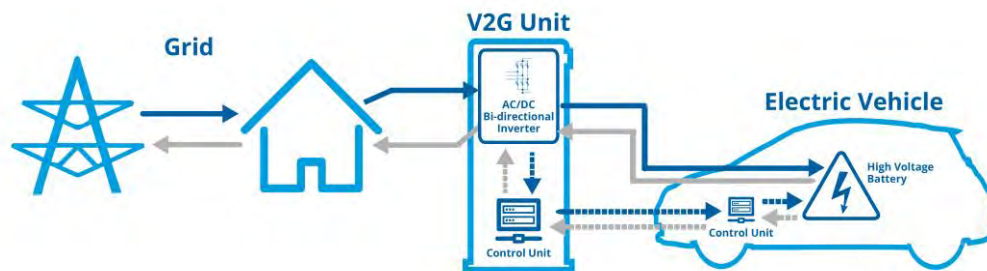 V2G Unit
Grid
AC/DC
Bi-directional
Inverter
Electric Vehicle
High Voltage
Battery
Control Unit
Control Unit